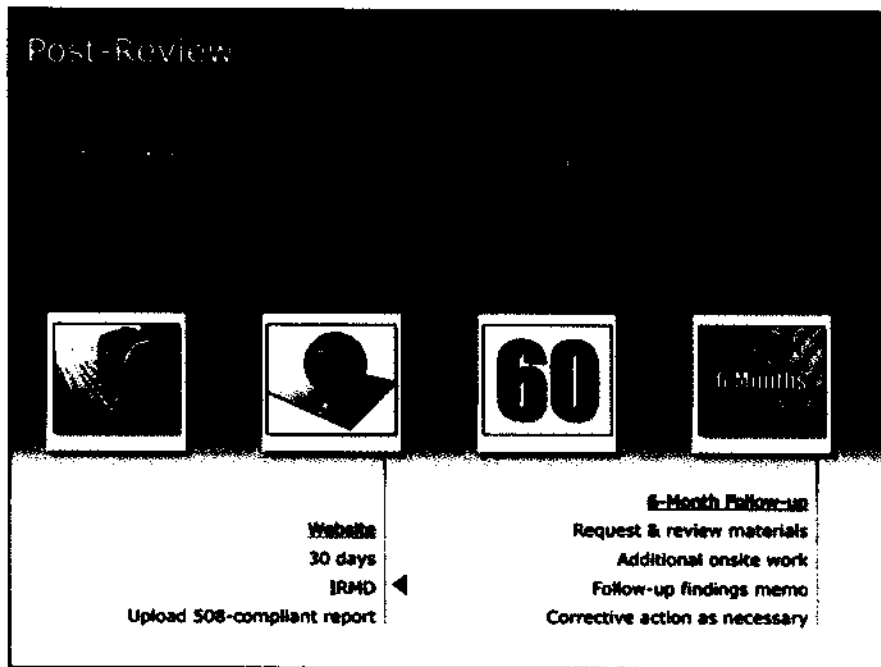 Post-Review
60
6 Months
Website
30 days
IRMD
Upload 508-compliant report
6-Month Follow-up
Request & review materials
Additional onsite work
Follow-up findings memo
Corrective action as necessary